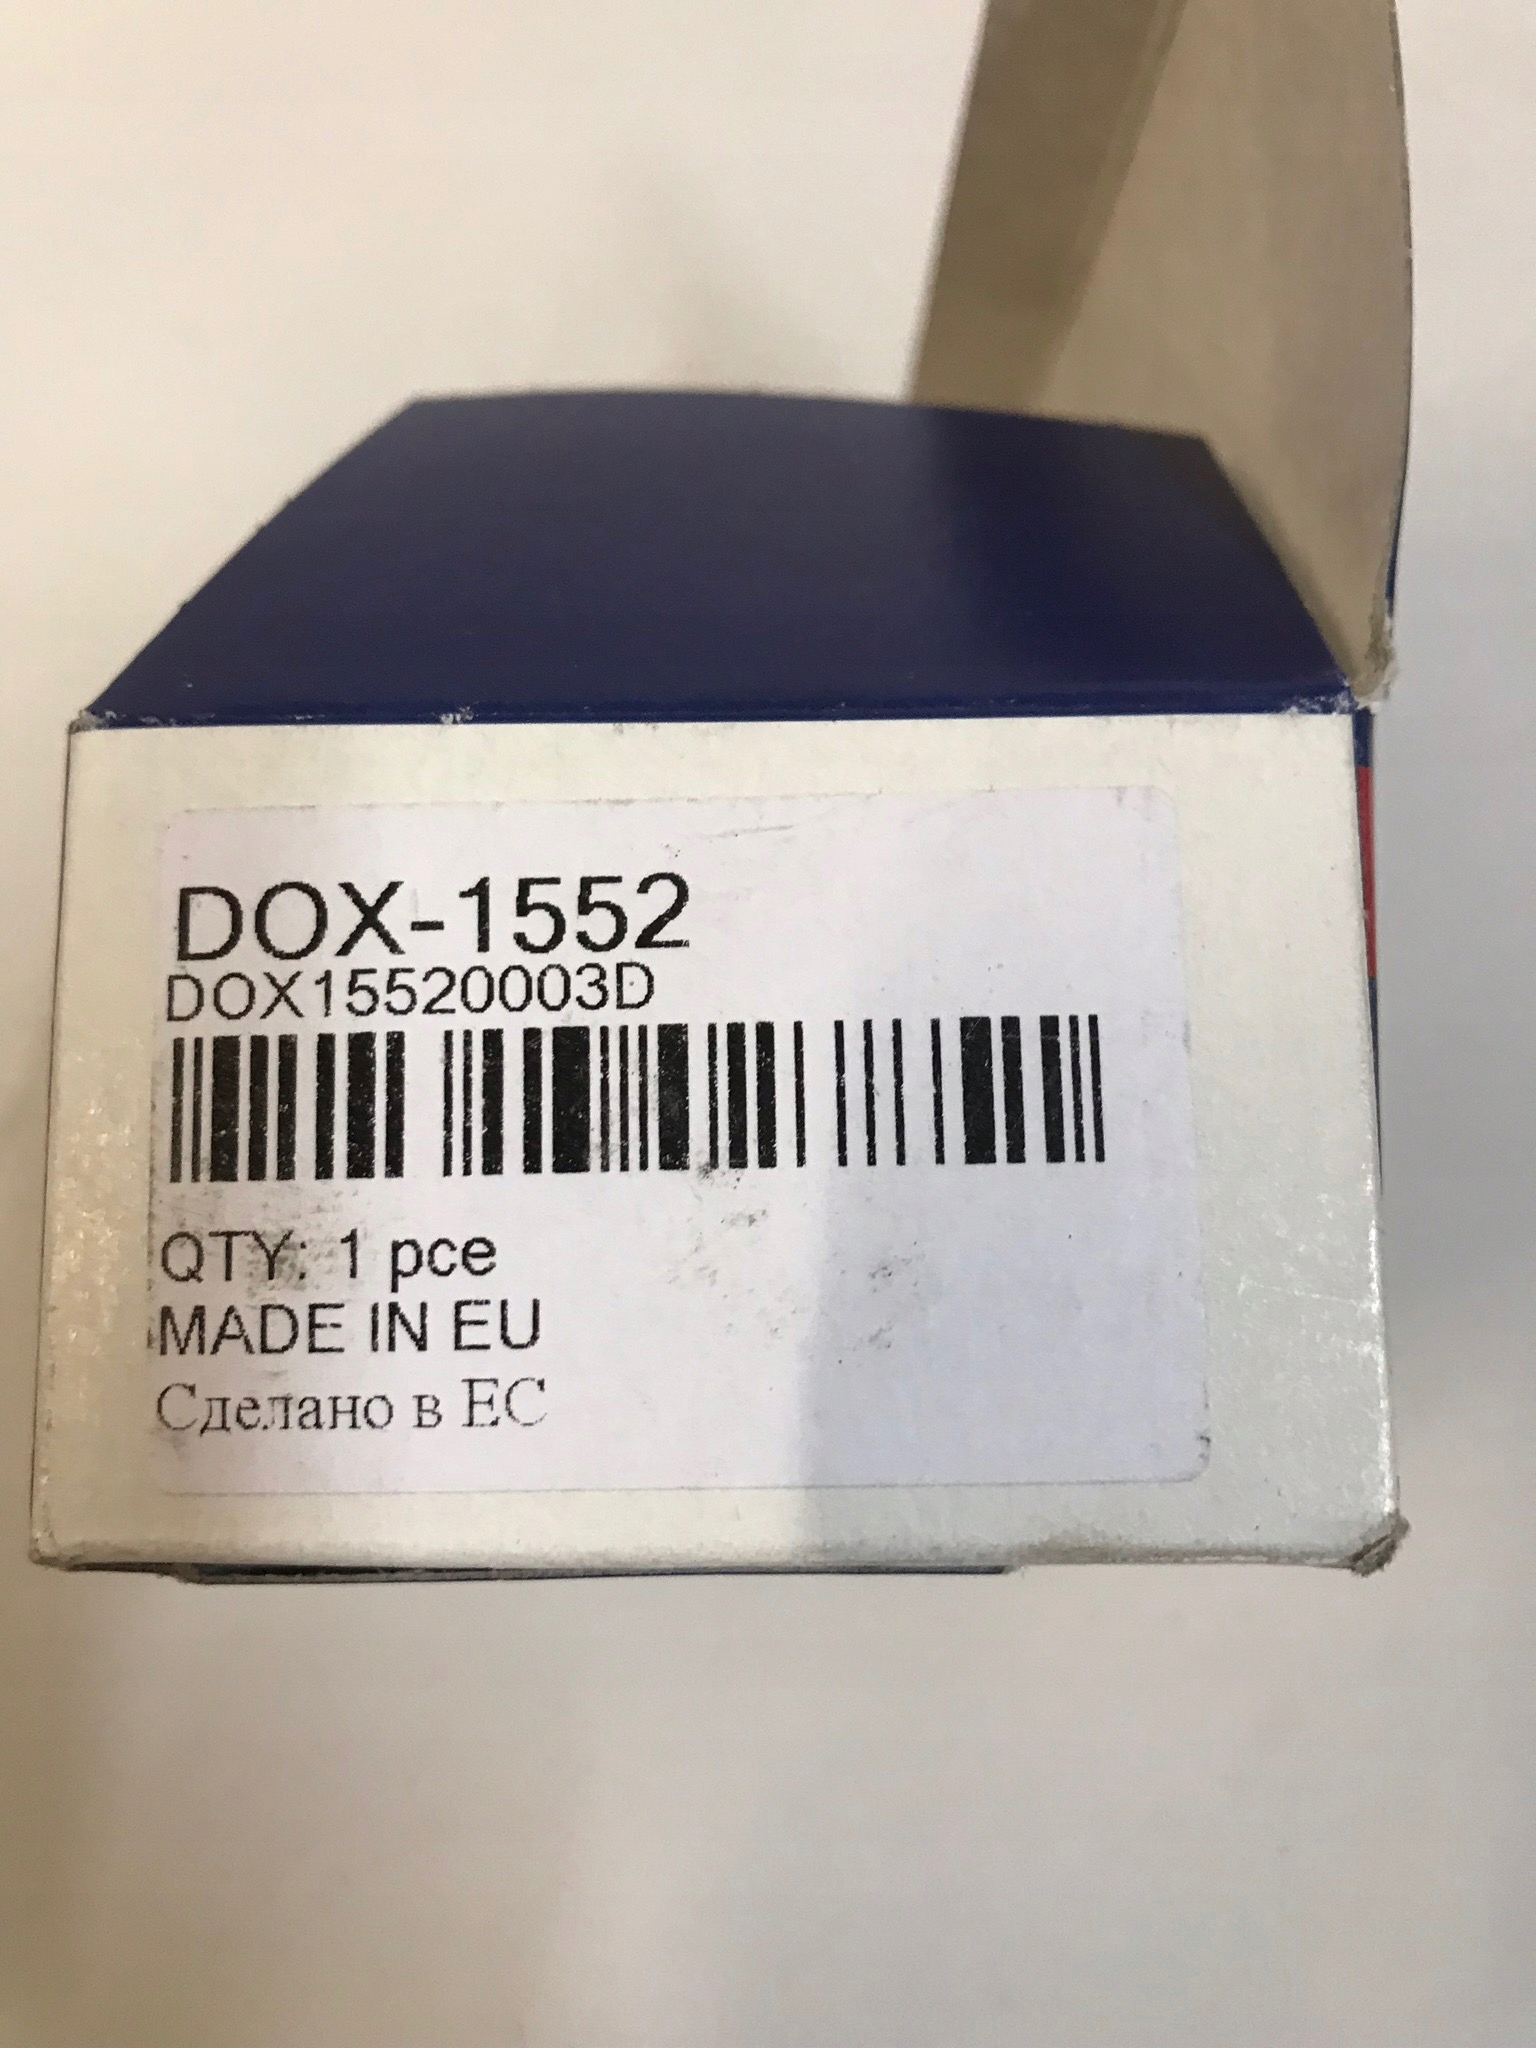 DOX-1552
DOX15520003D
QTY: 1 pce
MADE IN EU
Сделано в ЕС